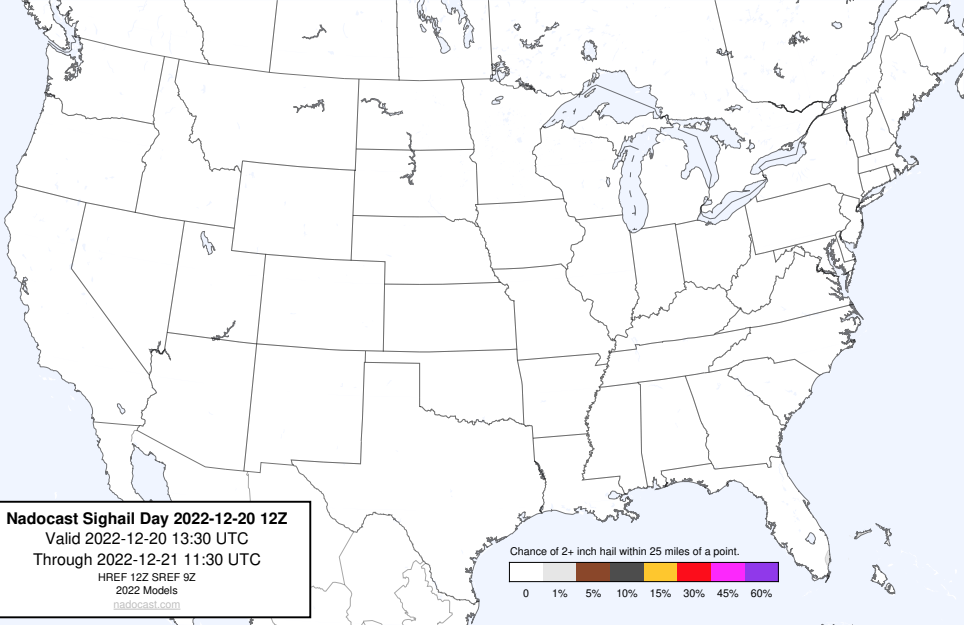 Nadocast Sighail Day 2022-12-20 12Z
Valid 2022-12-20 13:30 UTC
Through 2022-12-21 11:30 UTC
HREF 12Z SREF 9Z
2022 Models
nadocast.com
Chance of 2+ inch hail within 25 miles of a point.
0 1% 5% 10% 15% 30% 45% 60%